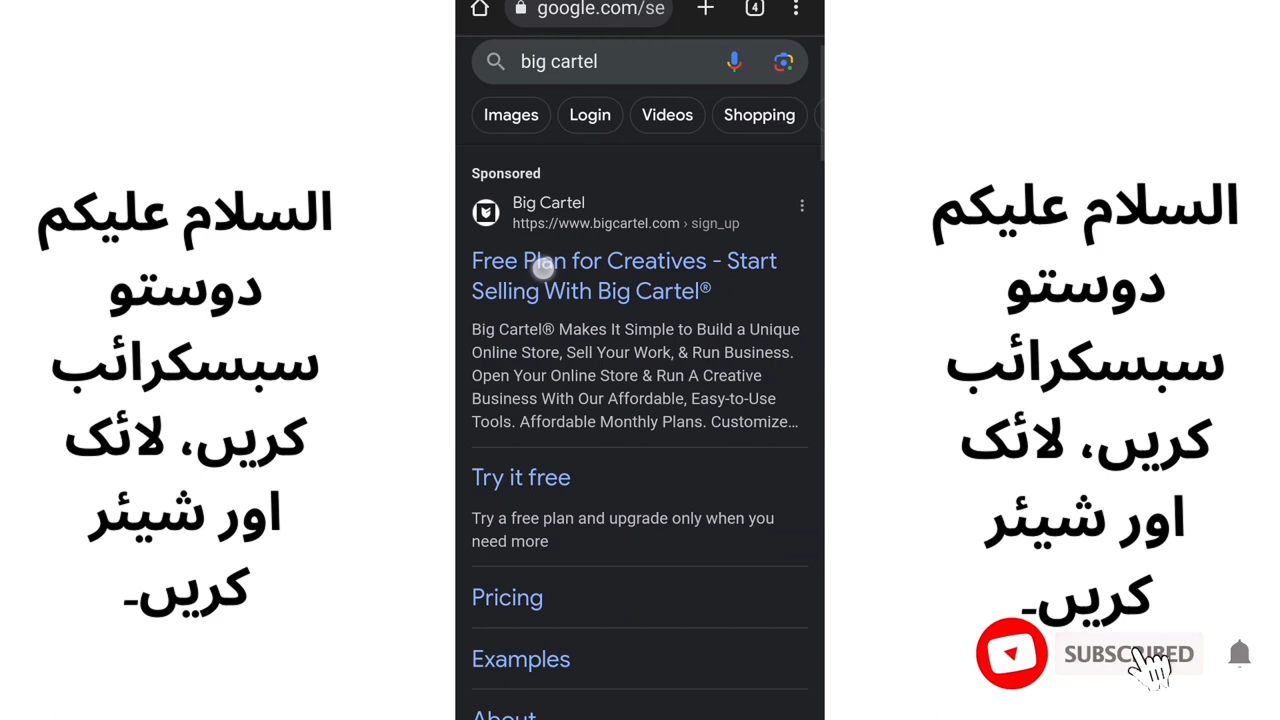 السلام علیکم
دوستو
سبسکرائب
کریں، لائک
اور شیئر
کریں۔
google.com/se
4
big cartel
Images
Login
Videos
Shopping
Sponsored
Big Cartel
https://www.bigcartel.com › sign_up
Free Plan for Creatives - Start
Selling With Big Cartel®
Big Cartel® Makes It Simple to Build a Unique
Online Store, Sell Your Work, & Run Business.
Open Your Online Store & Run A Creative
Business With Our Affordable, Easy-to-Use
Tools. Affordable Monthly Plans. Customize...
Try it free
Try a free plan and upgrade only when you
need more
Pricing
Examples
About
السلام علیکم
دوستو
سبسکرائب
کریں، لائک
اور شیئر
کریں۔
SUBSCRIBED